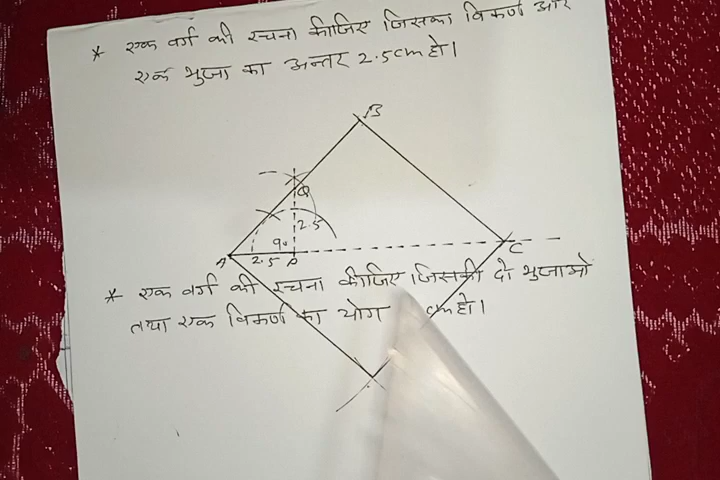 * एक वर्ग की रचना कीजिए जिसका विकर्ण और
एक भुजा का अन्तर 2.5cm हो।
B
Q
2.5
90
A 2.5 P
C
* एक वर्ग की रचना कीजिए जिसकी दो भुजाओ
तथा एक विकर्ण का योग cm हो।